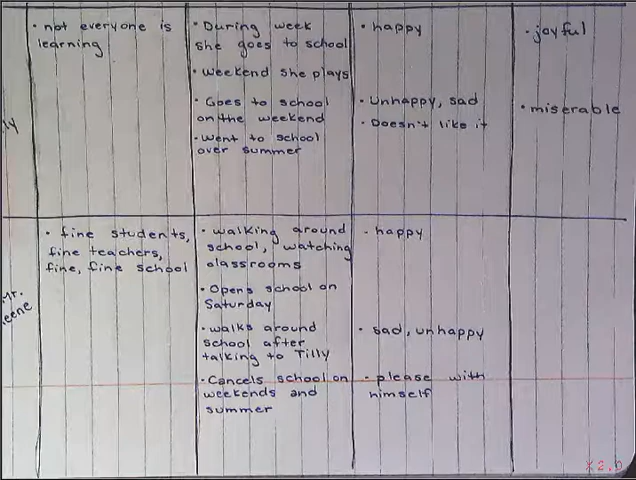 ly
• not everyone is
learning
• During week
she goes to school
• Weekend she plays
• Goes to school
on the weekend
• Went to school
over summer
• happy
• Unhappy, sad
• Doesn't like it
• joyful
• miserable
Mr.
eene
• fine students,
fine teachers,
fine, fine school
• walking around
school, watching
classrooms
• Opens school on
Saturday
• walks around
school after
talking to Tilly
• Cancels school on
weekends and
summer
• happy
• sad, unhappy
• please with
himself
x2.0